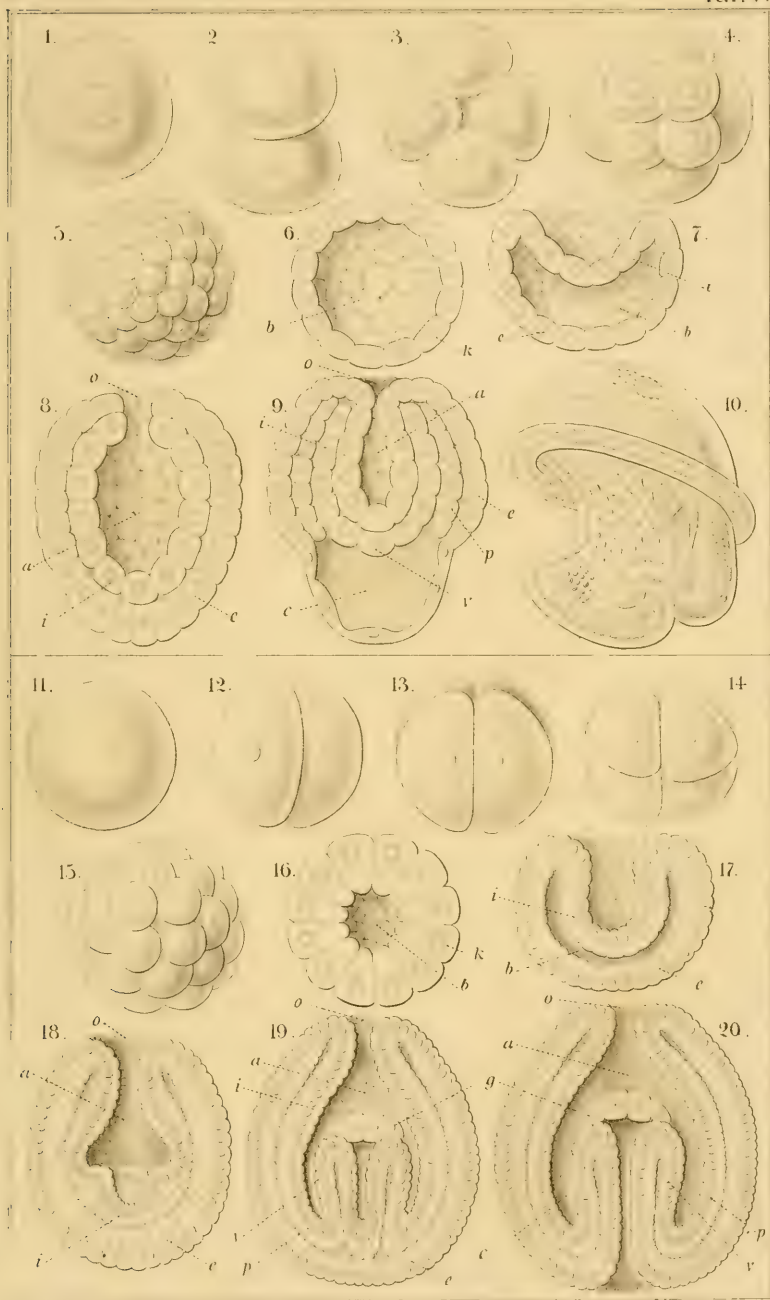 1. 2 3. 4.
5. 6. 7.
i
b k e b
o o
8. 9. 10.
i a
e
a p
i e c v
11. 12. 13. 14
15. 16. 17.
i
k
b b e
o o o
18. 19. 20.
a a a
i g
v c p
i e p e v